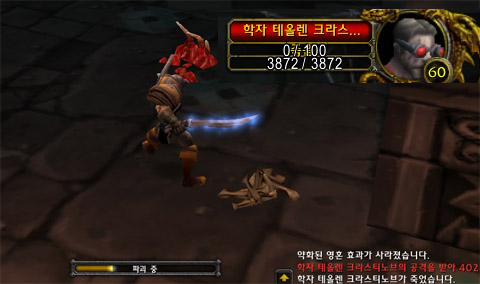 학자 테올렌 크라스...
0 / 100
3872 / 3872
60
약화된 영혼 효과가 사라졌습니다.
학자 테올렌 크라스티노브의 공격을 받아 402
학자 테올렌 크라스티노브가 죽었습니다.
파괴 중